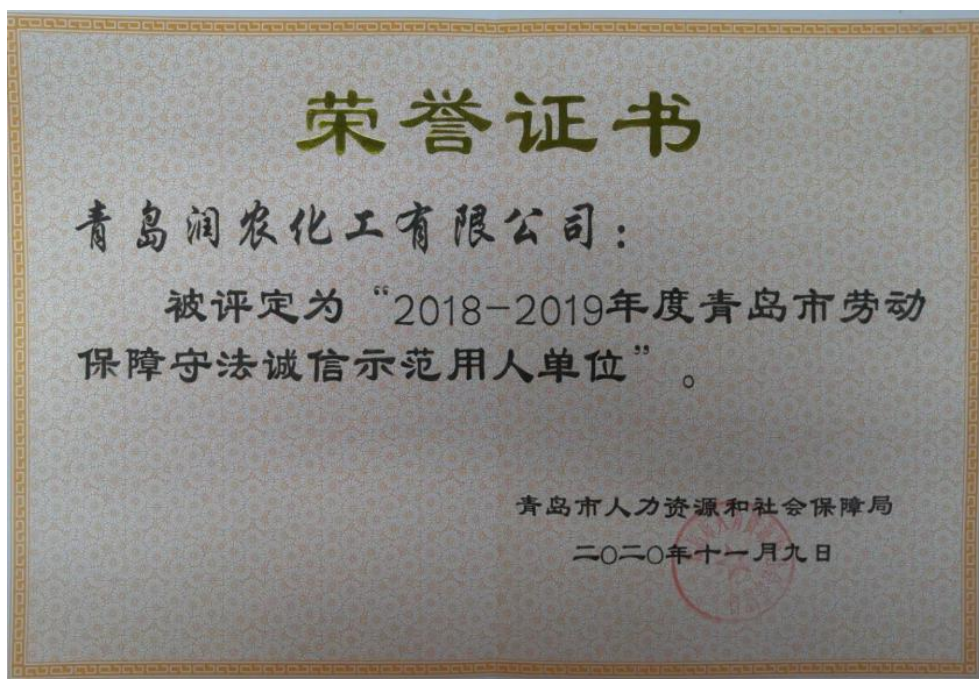 荣誉证书
青岛润农化工有限公司：
被评定为“2018-2019年度青岛市劳动
保障守法诚信示范用人单位”。
青岛市人力资源和社会保障局
二〇二〇年十一月九日